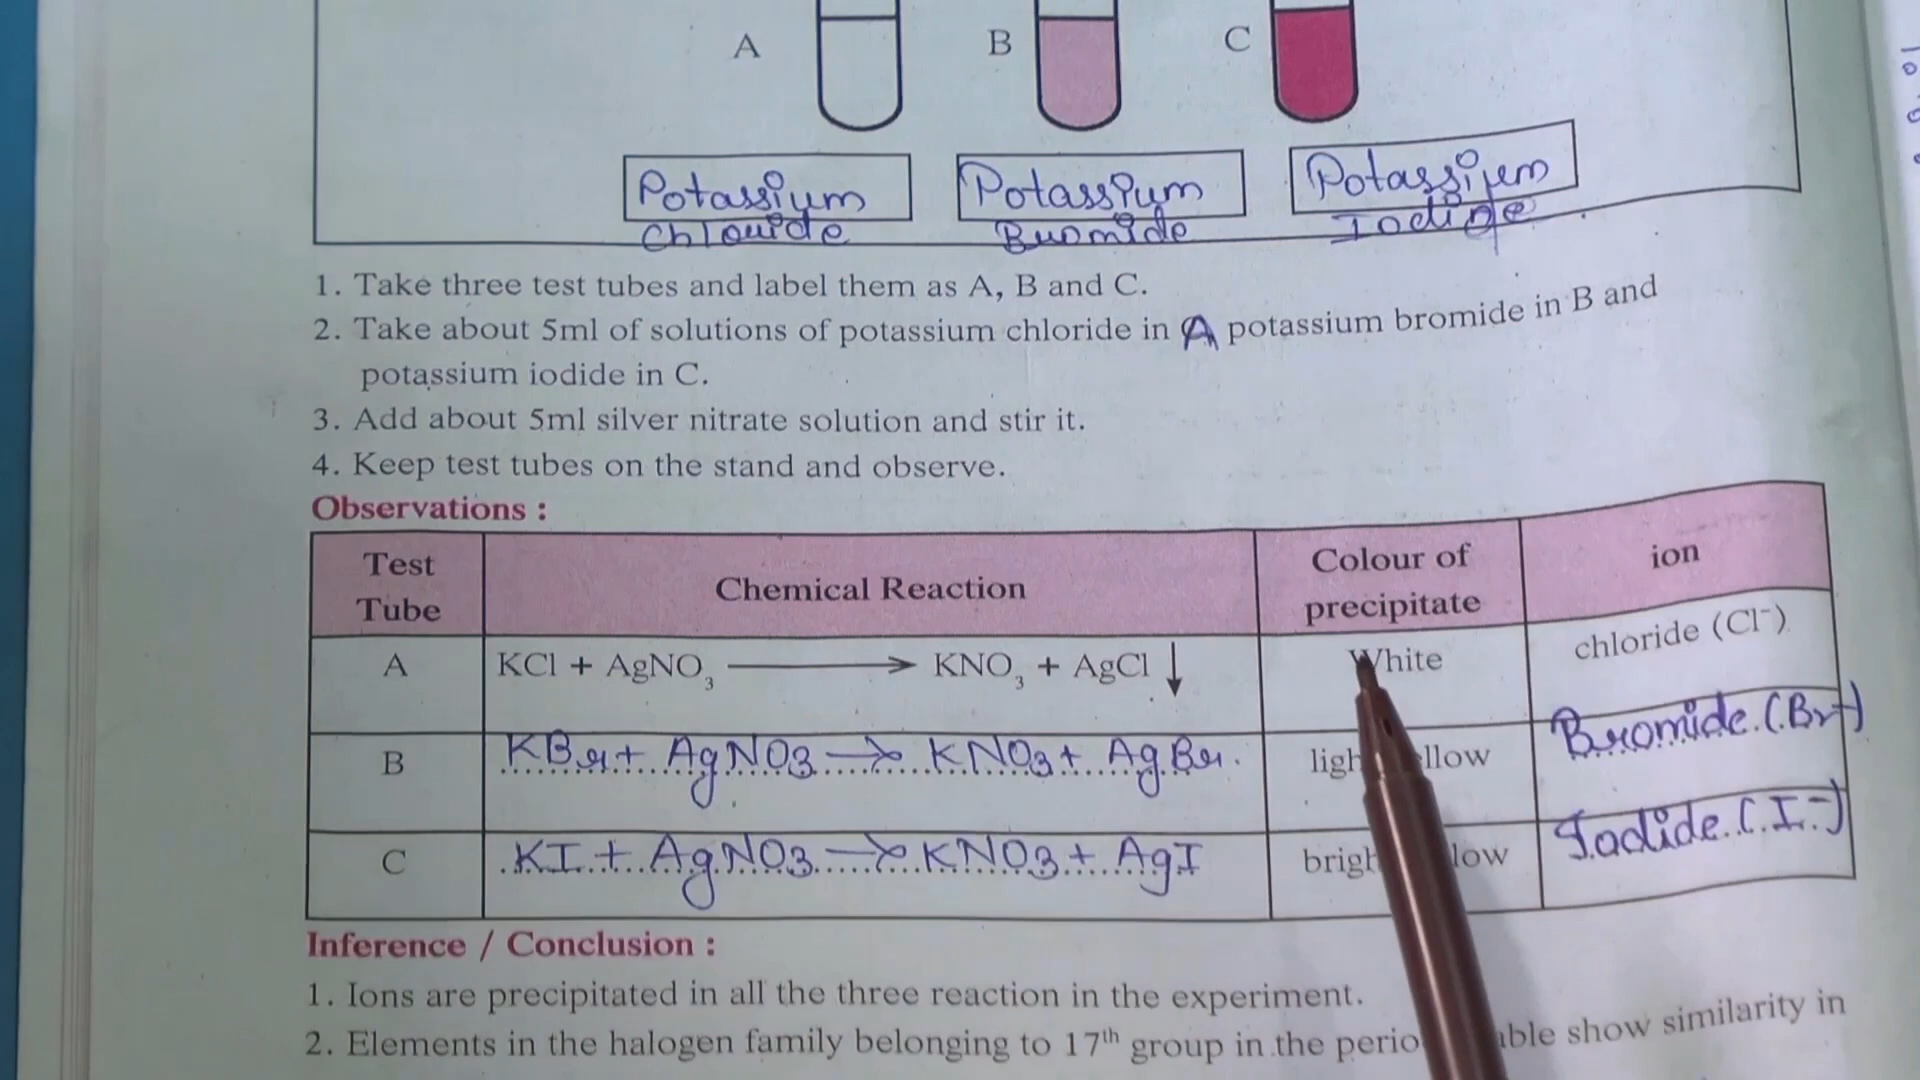 A B C
Potassium Potassium Potassium
Chloride Bromide Iodide
1. Take three test tubes and label them as A, B and C.
2. Take about 5ml of solutions of potassium chloride in A potassium bromide in B and
potassium iodide in C.
3. Add about 5ml silver nitrate solution and stir it.
4. Keep test tubes on the stand and observe.
Observations :
Test Tube Chemical Reaction Colour of precipitate ion
A KCl + AgNO₃ ⟶ KNO₃ + AgCl ↓ White chloride (Cl⁻)
B KBr + AgNO3 → KNO3 + AgBr. Bromide (Br-)
C KI + AgNO3 → KNO3 + AgI Iodide (I-)
Inference / Conclusion :
1. Ions are precipitated in all the three reaction in the experiment.
2. Elements in the halogen family belonging to 17ᵗʰ group in the show similarity in